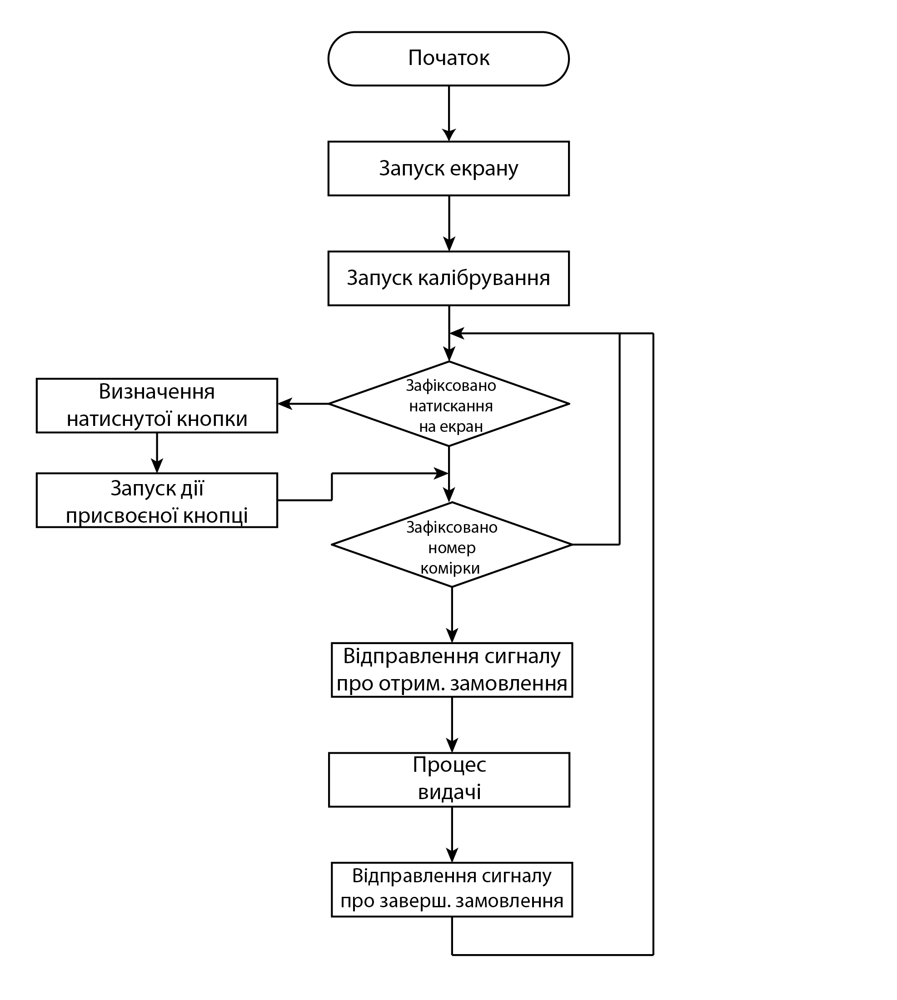 Початок
Запуск екрану
Запуск калібрування
Зафіксовано
натискання
на екран
Визначення
натиснутої кнопки
Запуск дії
присвоєної кнопці
Зафіксовано
номер
комірки
Відправлення сигналу
про отрим. замовлення
Процес
видачі
Відправлення сигналу
про заверш. замовлення